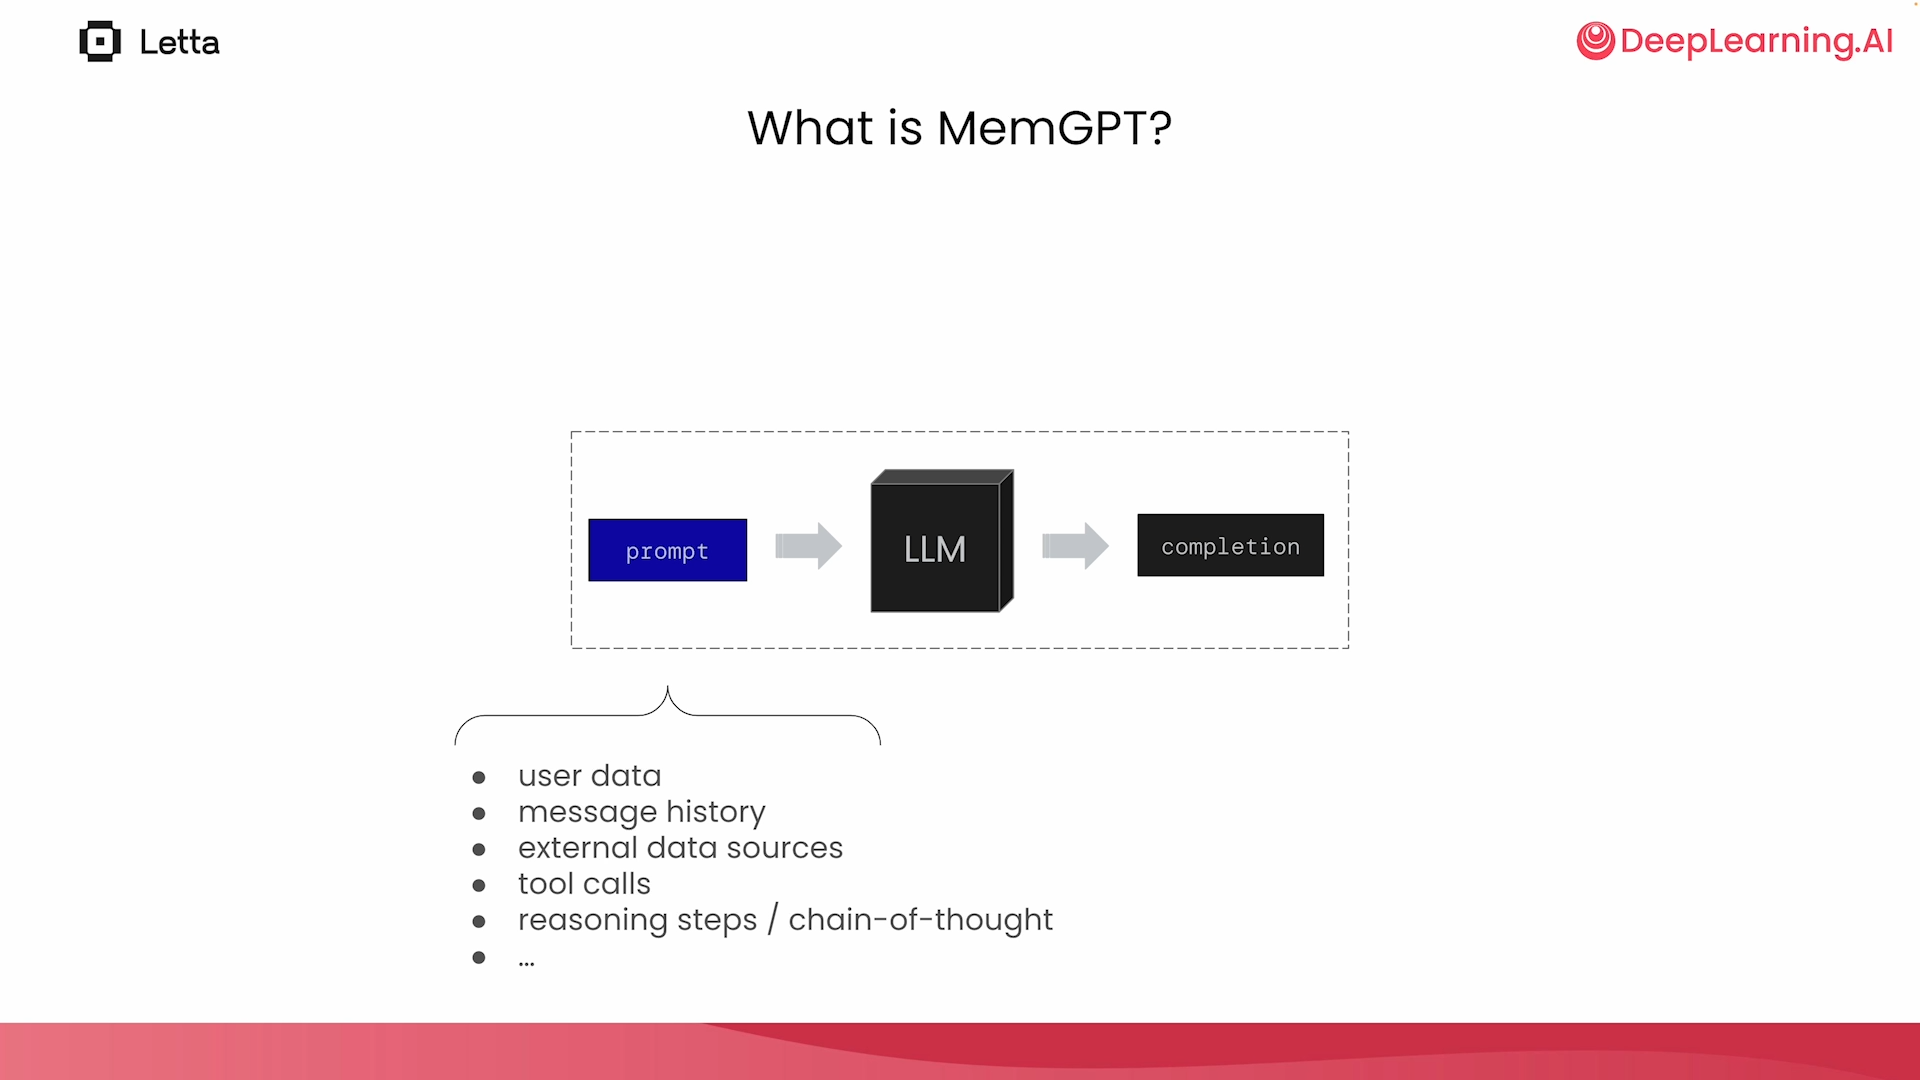 Letta
DeepLearning.AI
What is MemGPT?
prompt
LLM
completion
● user data
● message history
● external data sources
● tool calls
● reasoning steps / chain-of-thought
● ...